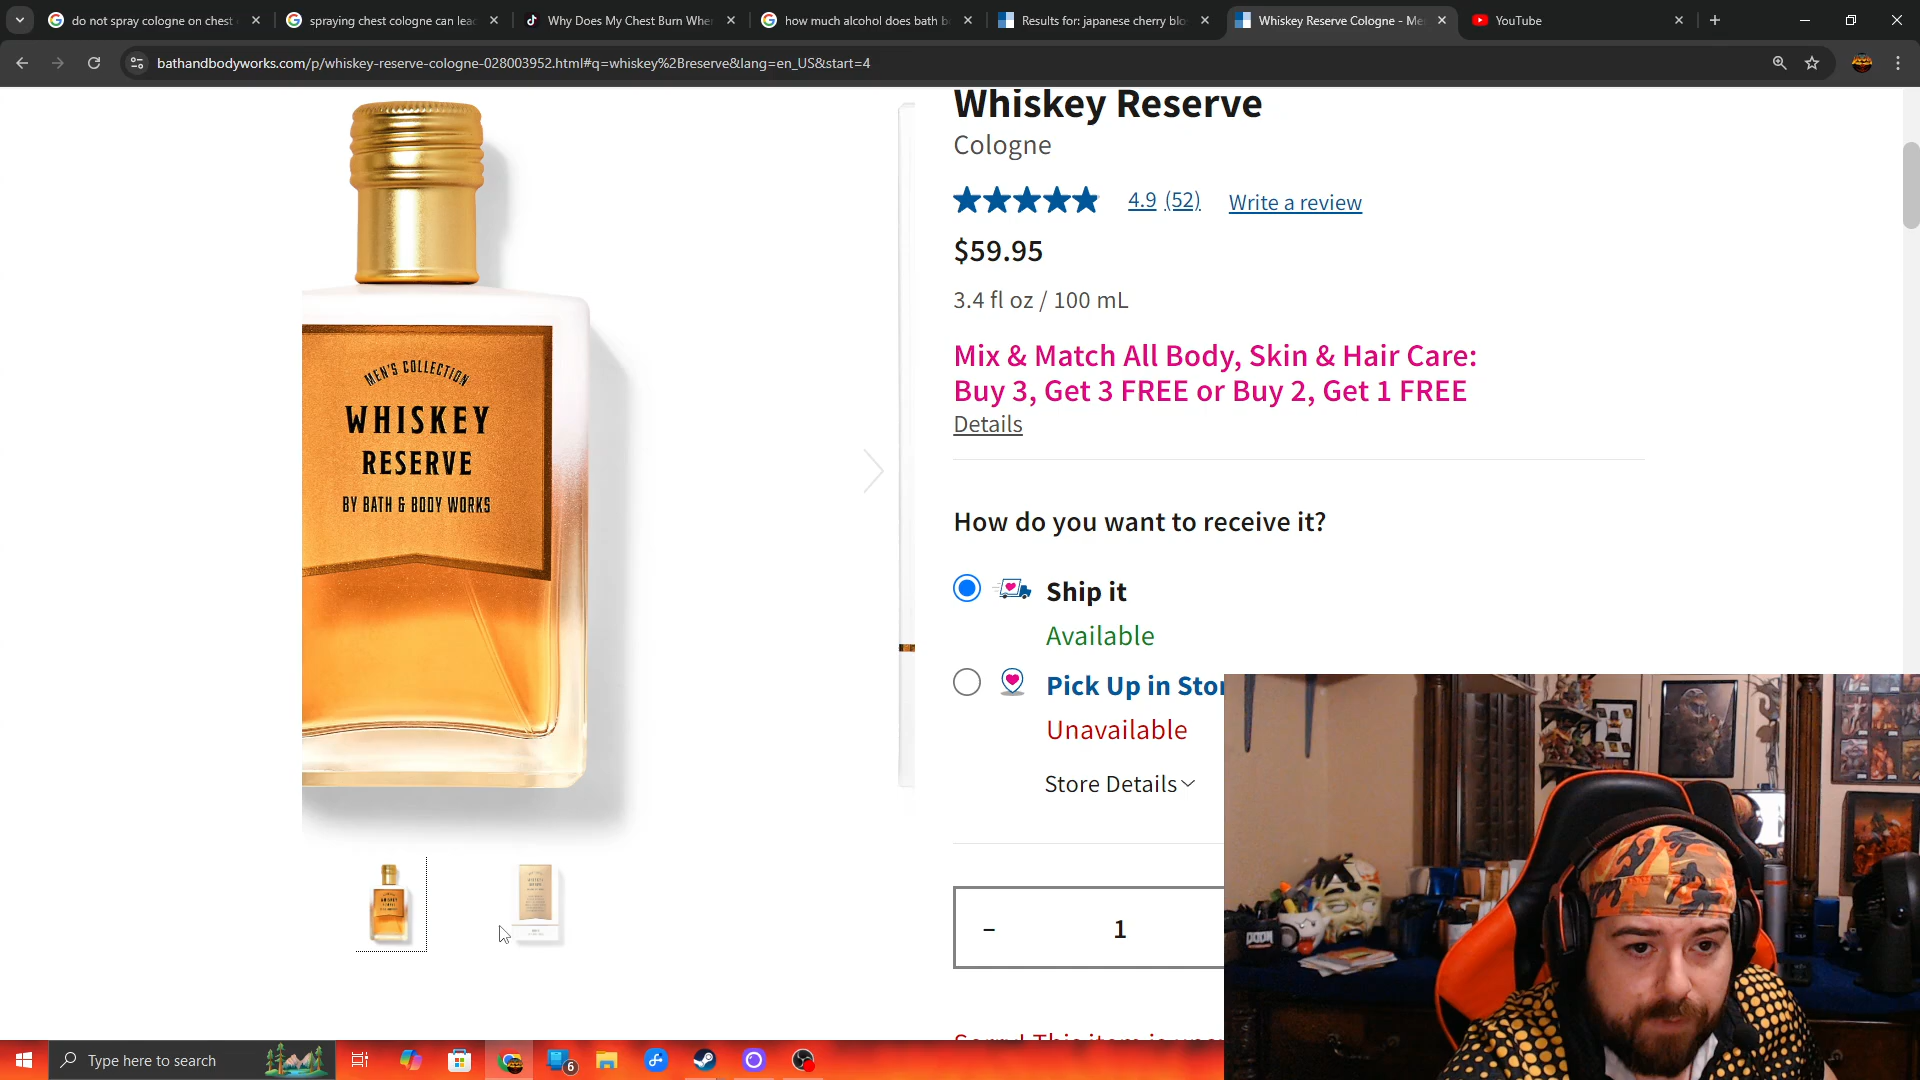 do not spray cologne on chest
spraying chest cologne can lead
Why Does My Chest Burn When
how much alcohol does bath b
Results for: japanese cherry blo
Whiskey Reserve Cologne - Me
YouTube
bathandbodyworks.com/p/whiskey-reserve-cologne-028003952.html#q=whiskey%2Breserve&lang=en_US&start=4
Whiskey Reserve
Cologne
4.9 (52) Write a review
$59.95
3.4 fl oz / 100 mL
Mix & Match All Body, Skin & Hair Care:
Buy 3, Get 3 FREE or Buy 2, Get 1 FREE
Details
MEN'S COLLECTION
WHISKEY
RESERVE
BY BATH & BODY WORKS
How do you want to receive it?
Ship it
Available
Pick Up in Stor
Unavailable
Store Details
- 1
DOOM
Type here to search
6